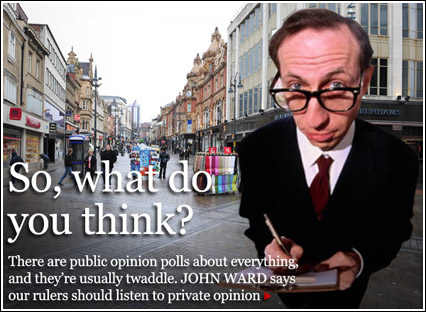 So, what do
you think?
There are public opinion polls about everything,
and they're usually twaddle. JOHN WARD says
our rulers should listen to private opinion